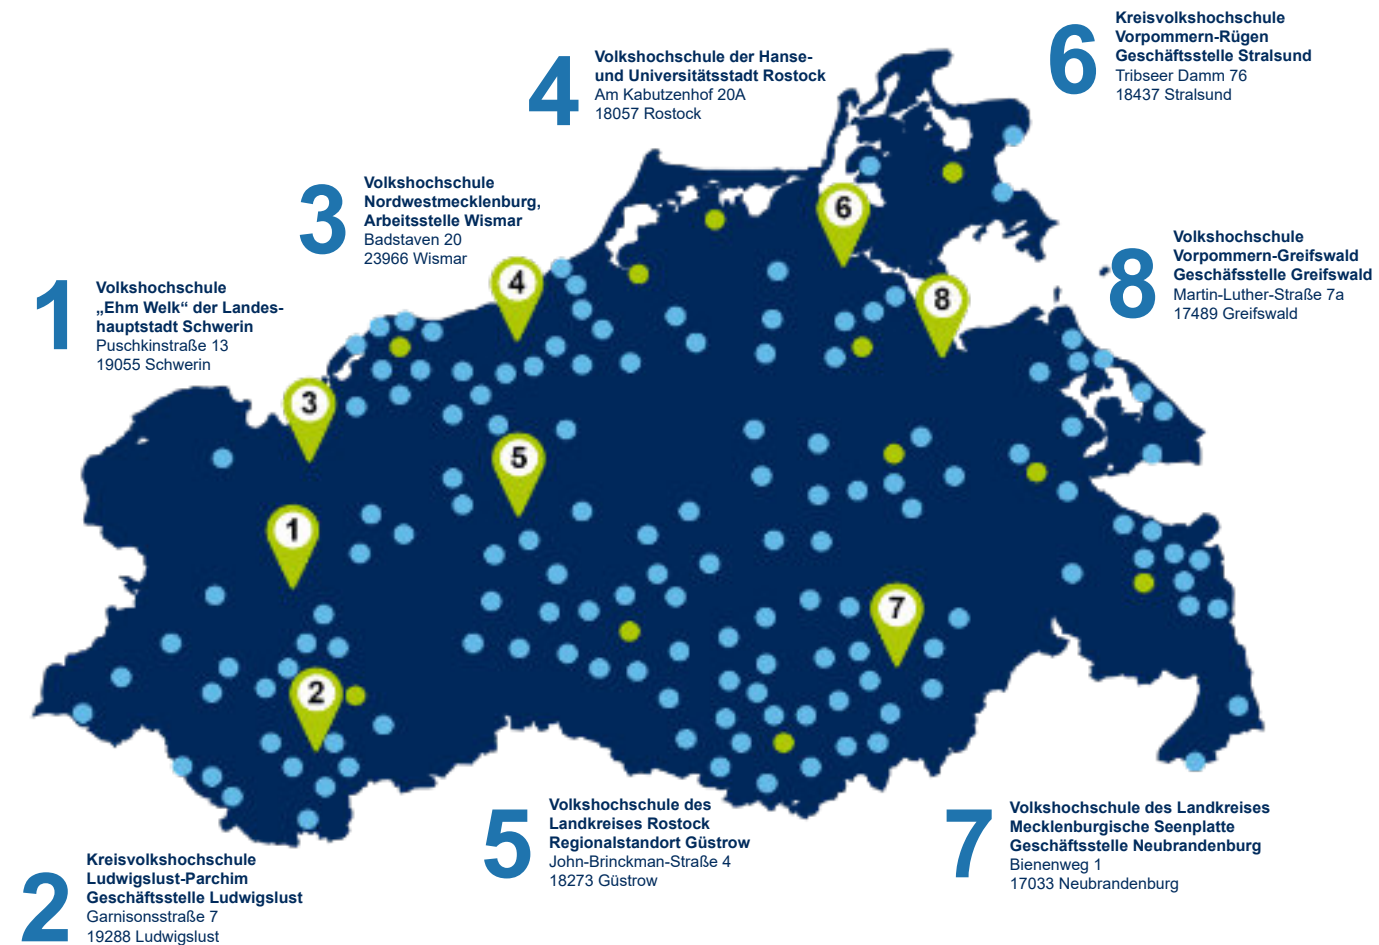 6
Kreisvolkshochschule
Vorpommern-Rügen
Geschäftsstelle Stralsund
Tribseer Damm 76
18437 Stralsund
4
Volkshochschule der Hanse-
und Universitätsstadt Rostock
Am Kabutzenhof 20A
18057 Rostock
3
Volkshochschule
Nordwestmecklenburg,
Arbeitsstelle Wismar
Badstaven 20
23966 Wismar
8
Volkshochschule
Vorpommern-Greifswald
Geschäfsstelle Greifswald
Martin-Luther-Straße 7a
17489 Greifswald
1
Volkshochschule
„Ehm Welk“ der Landes-
hauptstadt Schwerin
Puschkinstraße 13
19055 Schwerin
6
4
8
3
5
1
7
2
5
Volkshochschule des
Landkreises Rostock
Regionalstandort Güstrow
John-Brinckman-Straße 4
18273 Güstrow
7
Volkshochschule des Landkreises
Mecklenburgische Seenplatte
Geschäftsstelle Neubrandenburg
Bienenweg 1
17033 Neubrandenburg
2
Kreisvolkshochschule
Ludwigslust-Parchim
Geschäftsstelle Ludwigslust
Garnisonsstraße 7
19288 Ludwigslust